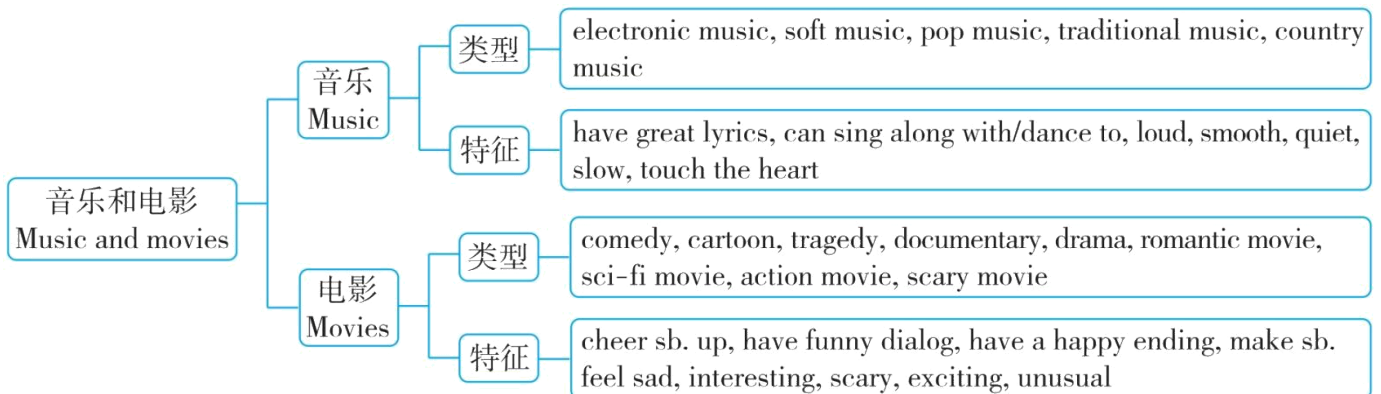 音乐和电影
Music and movies
音乐
Music
类型
electronic music, soft music, pop music, traditional music, country
music
特征
have great lyrics, can sing along with/dance to, loud, smooth, quiet,
slow, touch the heart
电影
Movies
类型
comedy, cartoon, tragedy, documentary, drama, romantic movie,
sci-fi movie, action movie, scary movie
特征
cheer sb. up, have funny dialog, have a happy ending, make sb.
feel sad, interesting, scary, exciting, unusual